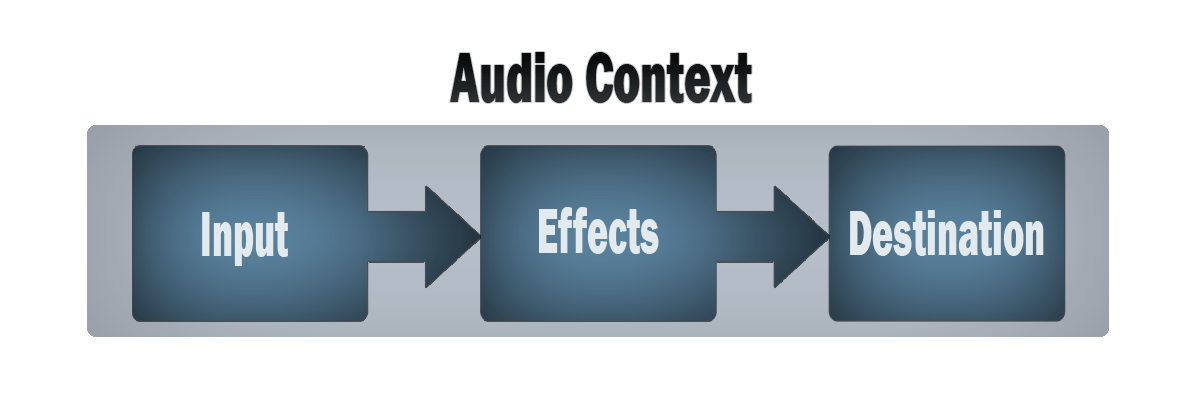 Audio Context
Input
Effects
Destination